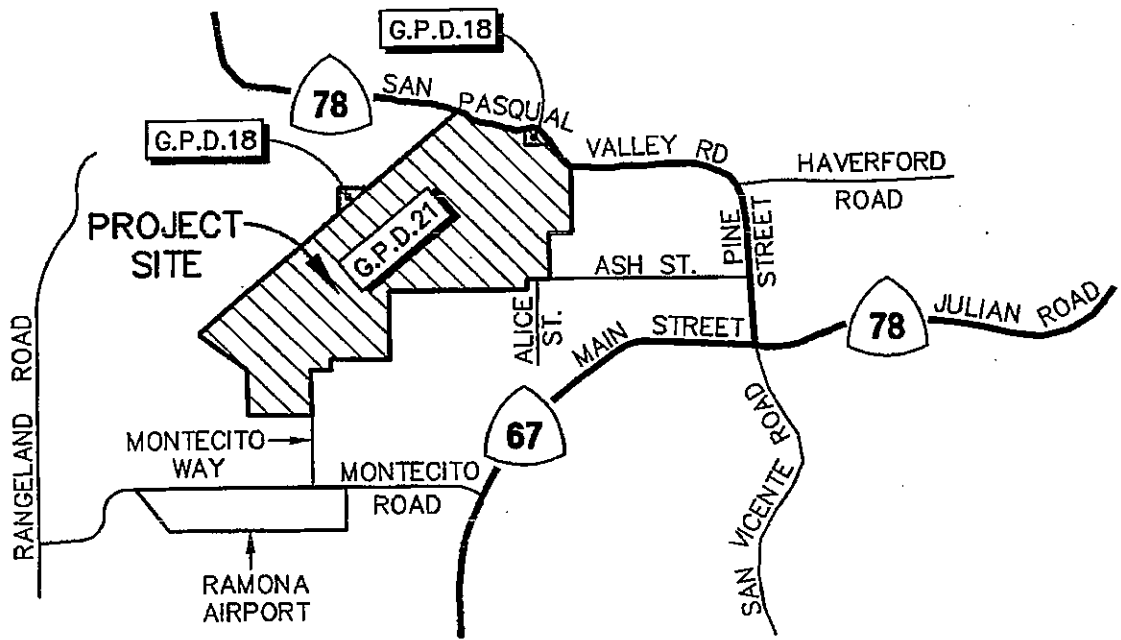 G.P.D.18
SAN
PASQUAL
78
G.P.D.18
VALLEY RD
HAVERFORD
ROAD
PROJECT
SITE
G.P.D.21
PINE
STREET
ASH ST.
ALICE
ST.
MAIN
STREET
78
JULIAN ROAD
RANGELAND ROAD
67
MONTECITO
WAY
MONTECITO
ROAD
SAN VICENTE ROAD
RAMONA
AIRPORT